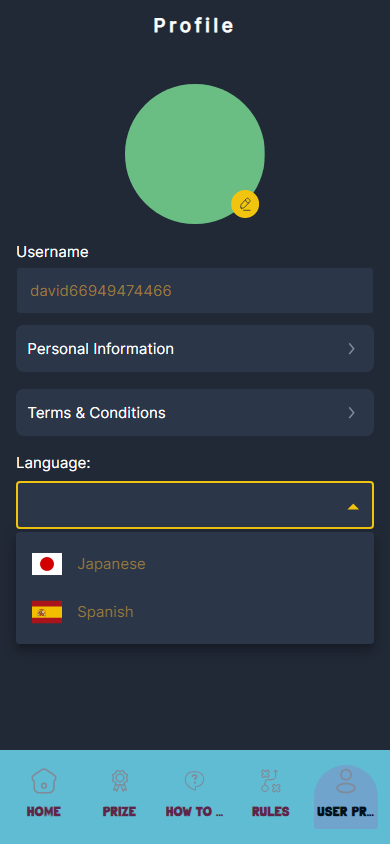 Profile
Username
david66949474466
Personal Information
Terms & Conditions
Language:
Japanese
Spanish
HOME
PRIZE
HOW TO ...
RULES
USER PR...